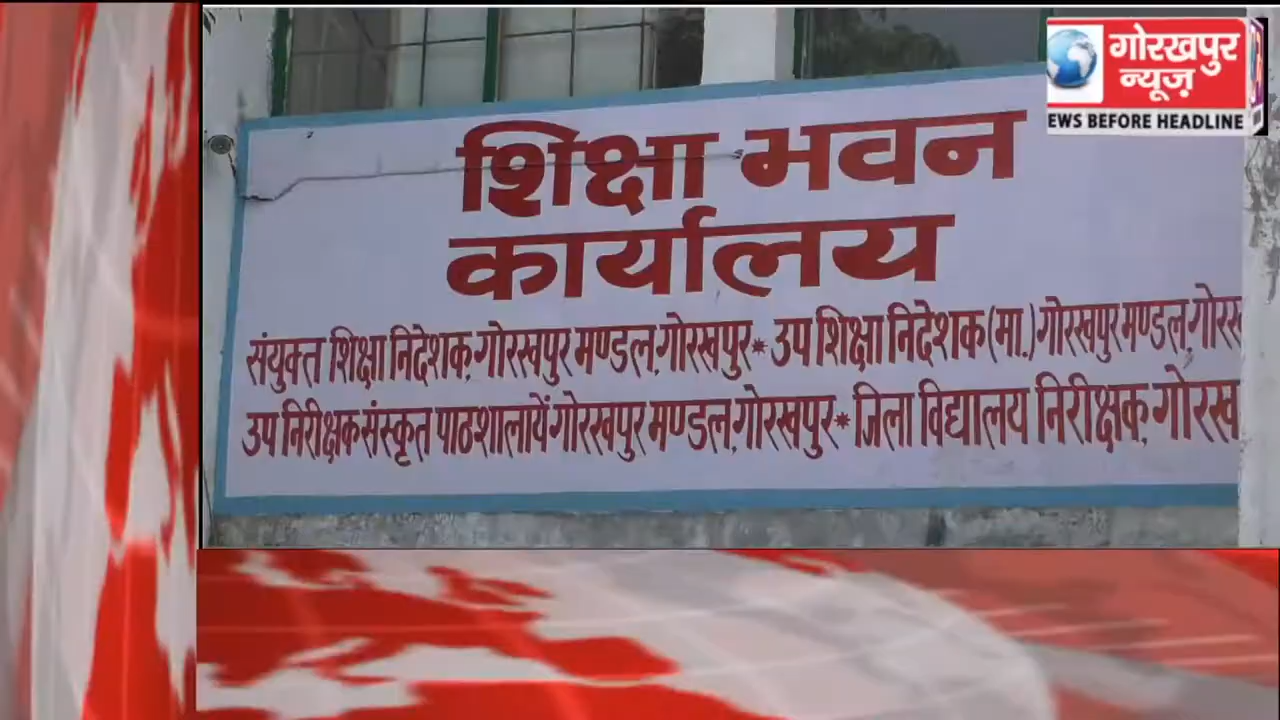 गोरखपुर
न्यूज़
EWS BEFORE HEADLINE
शिक्षा भवन
कार्यालय
संयुक्त शिक्षा निदेशक,गोरखपुर मण्डल,गोरखपुर* उप शिक्षा निदेशक(मा.)गोरखपुर मण्डल,गोरख
उप निरीक्षक संस्कृत पाठशालायें गोरखपुर मण्डल,गोरखपुर* जिला विद्यालय निरीक्षक,गोरख